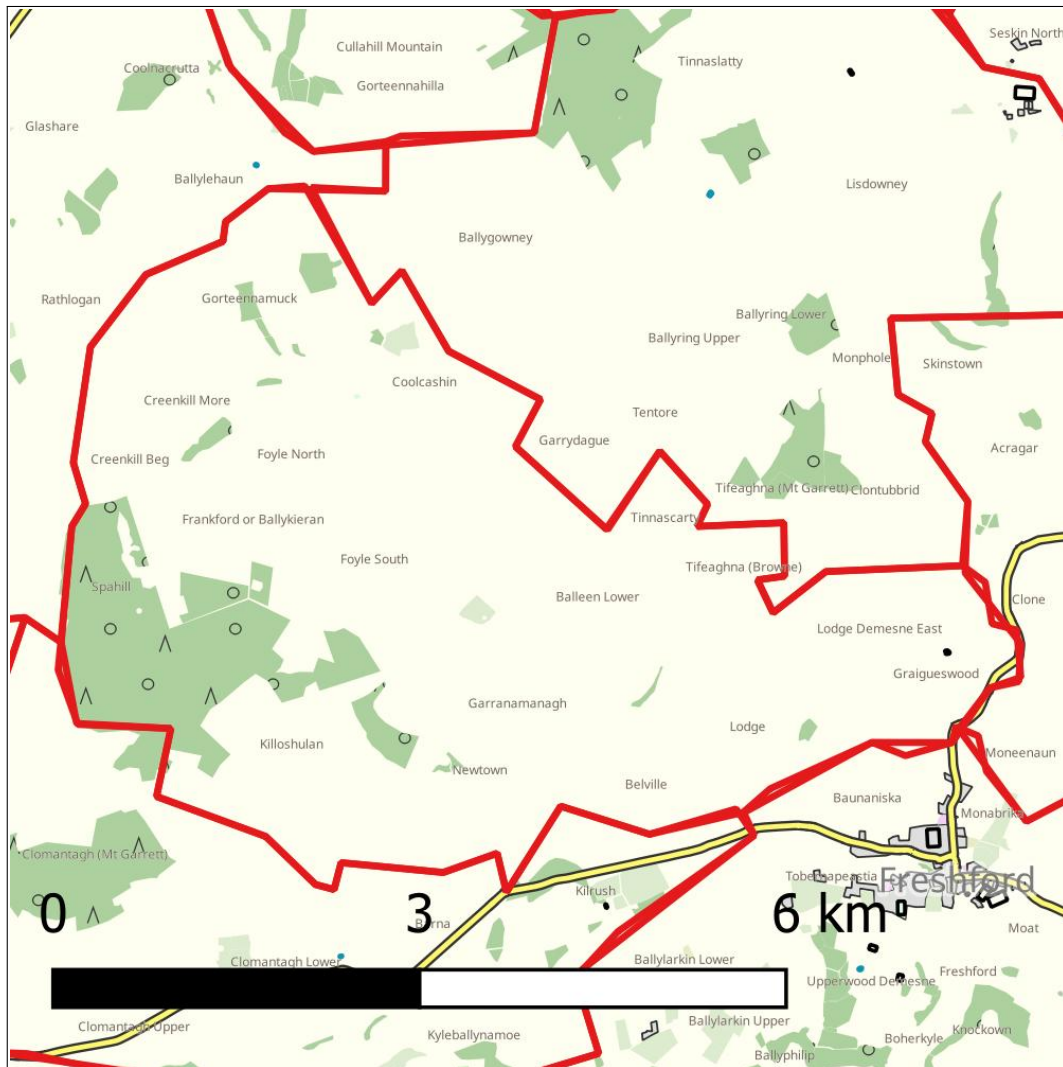 Seskin North
Cullahill Mountain
Tinnaslatty
Coolnacrutta
Gorteennahilla
Glashare
Ballylehaun
Lisdowney
Ballygowney
Rathlogan
Gorteennamuck
Ballyring Lower
Ballyring Upper
Monphole
Skinstown
Coolcashin
Creenkill More
Tentore
Garrydague
Acragar
Foyle North
Creenkill Beg
Tifeaghna (Mt Garrett)
Clontubbrid
Frankford or Ballykieran
Tinnascarty
Foyle South
Tifeaghna (Browne)
Spahill
Balleen Lower
Clone
Lodge Demesne East
Graigueswood
Garranamanagh
Lodge
Killoshulan
Moneenaun
Newtown
Belville
Baunaniska
Monabrika
Clomantagh (Mt Garrett)
Tobernapeastia
Freshford
Kilrush
0
3
6 km
Barna
Moat
Clomantagh Lower
Ballylarkin Lower
Freshford
Upperwood Demesne
Clomantagh Upper
Ballylarkin Upper
Kyleballynamoe
Knockown
Boherkyle
Ballyphilip